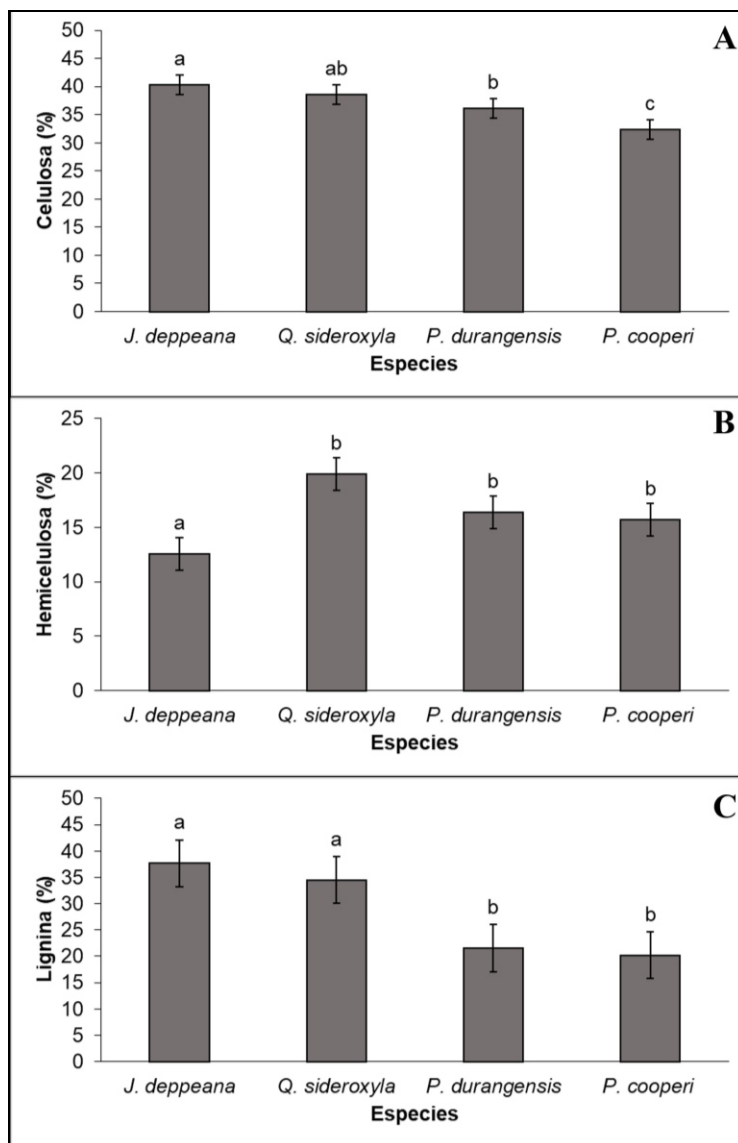 A
50
45
40
35
30
25
20
15
10
5
0
Celulosa (%)
a ab b c
J. deppeana Q. sideroxyla P. durangensis P. cooperi
Especies
B
25
20
15
10
5
0
Hemicelulosa (%)
a b b b
J. deppeana Q. sideroxyla P. durangensis P. cooperi
Especies
C
50
45
40
35
30
25
20
15
10
5
0
Lignina (%)
a a b b
J. deppeana Q. sideroxyla P. durangensis P. cooperi
Especies